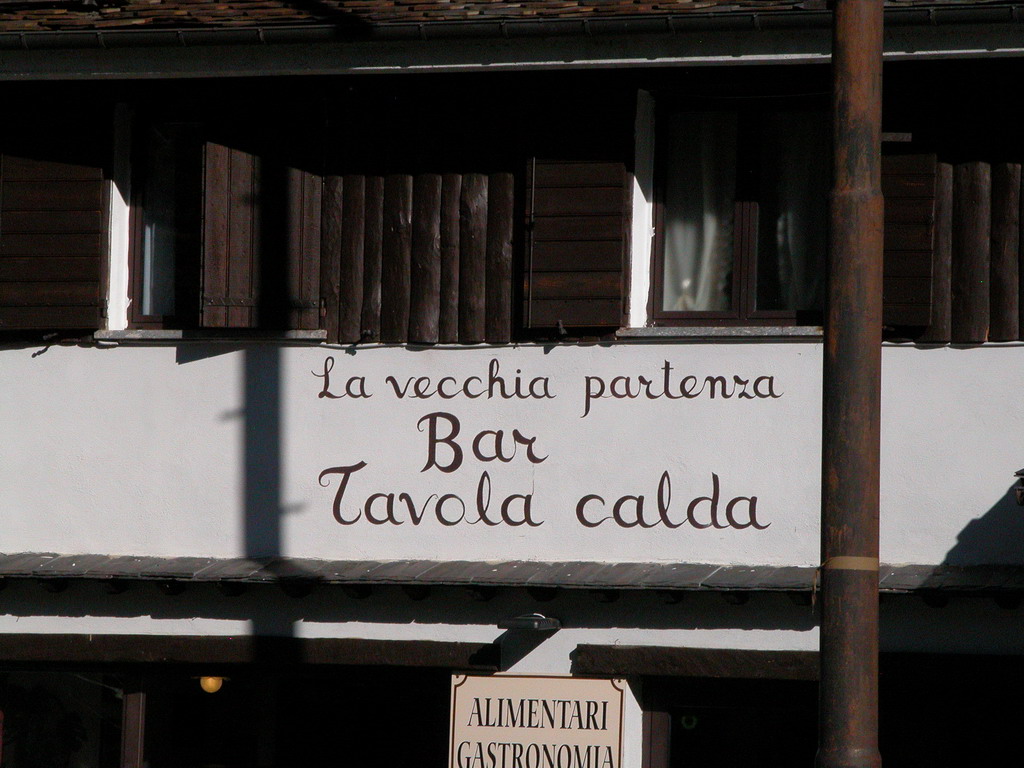 La vecchia partenza
Bar
Tavola calda
ALIMENTARI
GASTRONOMIA